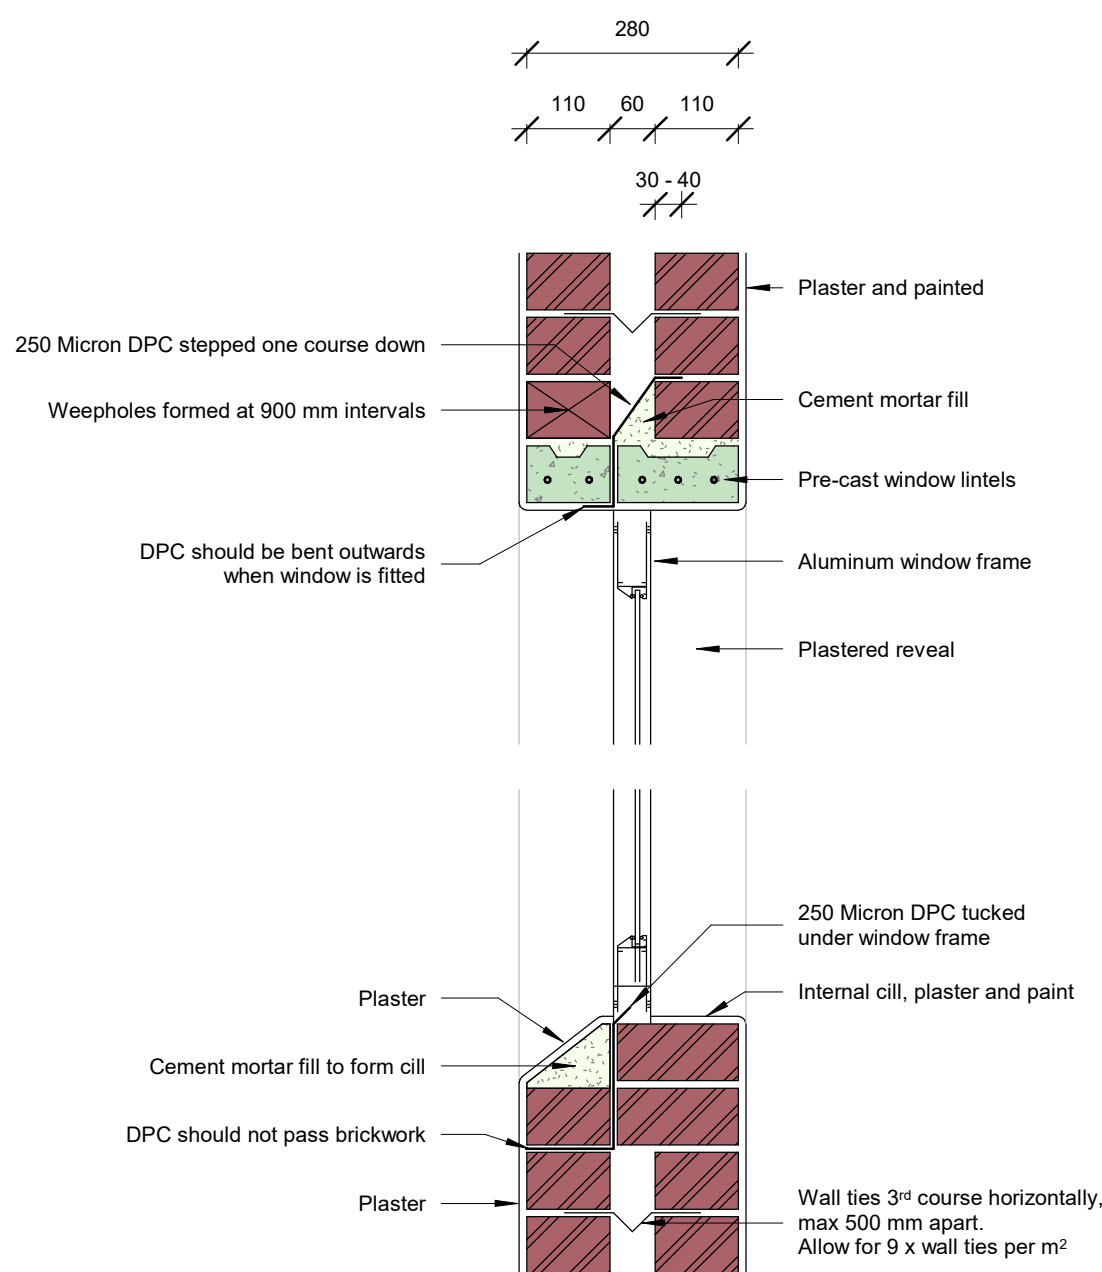 280
110 60 110
30 - 40
Plaster and painted
250 Micron DPC stepped one course down
Cement mortar fill
Weepholes formed at 900 mm intervals
Pre-cast window lintels
DPC should be bent outwards
when window is fitted
Aluminum window frame
Plastered reveal
250 Micron DPC tucked
under window frame
Plaster
Internal cill, plaster and paint
Cement mortar fill to form cill
DPC should not pass brickwork
Plaster
Wall ties 3rd course horizontally,
max 500 mm apart.
Allow for 9 x wall ties per m²